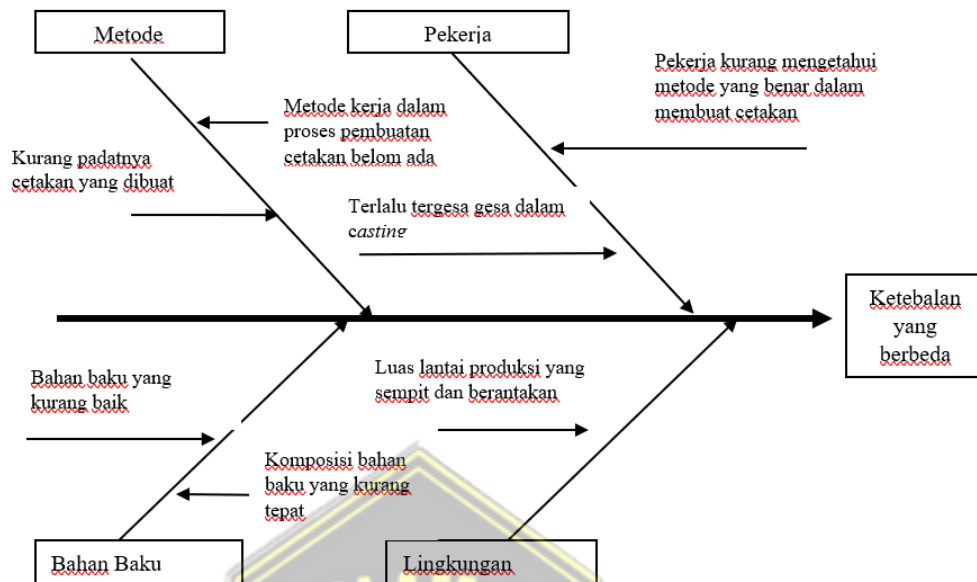 Metode
Pekerja
Pekerja kurang mengetahui
metode yang benar dalam
membuat cetakan
Metode kerja dalam
proses pembuatan
cetakan belom ada
Kurang padatnya
cetakan yang dibuat
Terlalu tergesa gesa dalam
casting
Ketebalan
yang
berbeda
Bahan baku yang
kurang baik
Luas lantai produksi yang
sempit dan berantakan
Komposisi bahan
baku yang kurang
tepat
Bahan Baku
Lingkungan